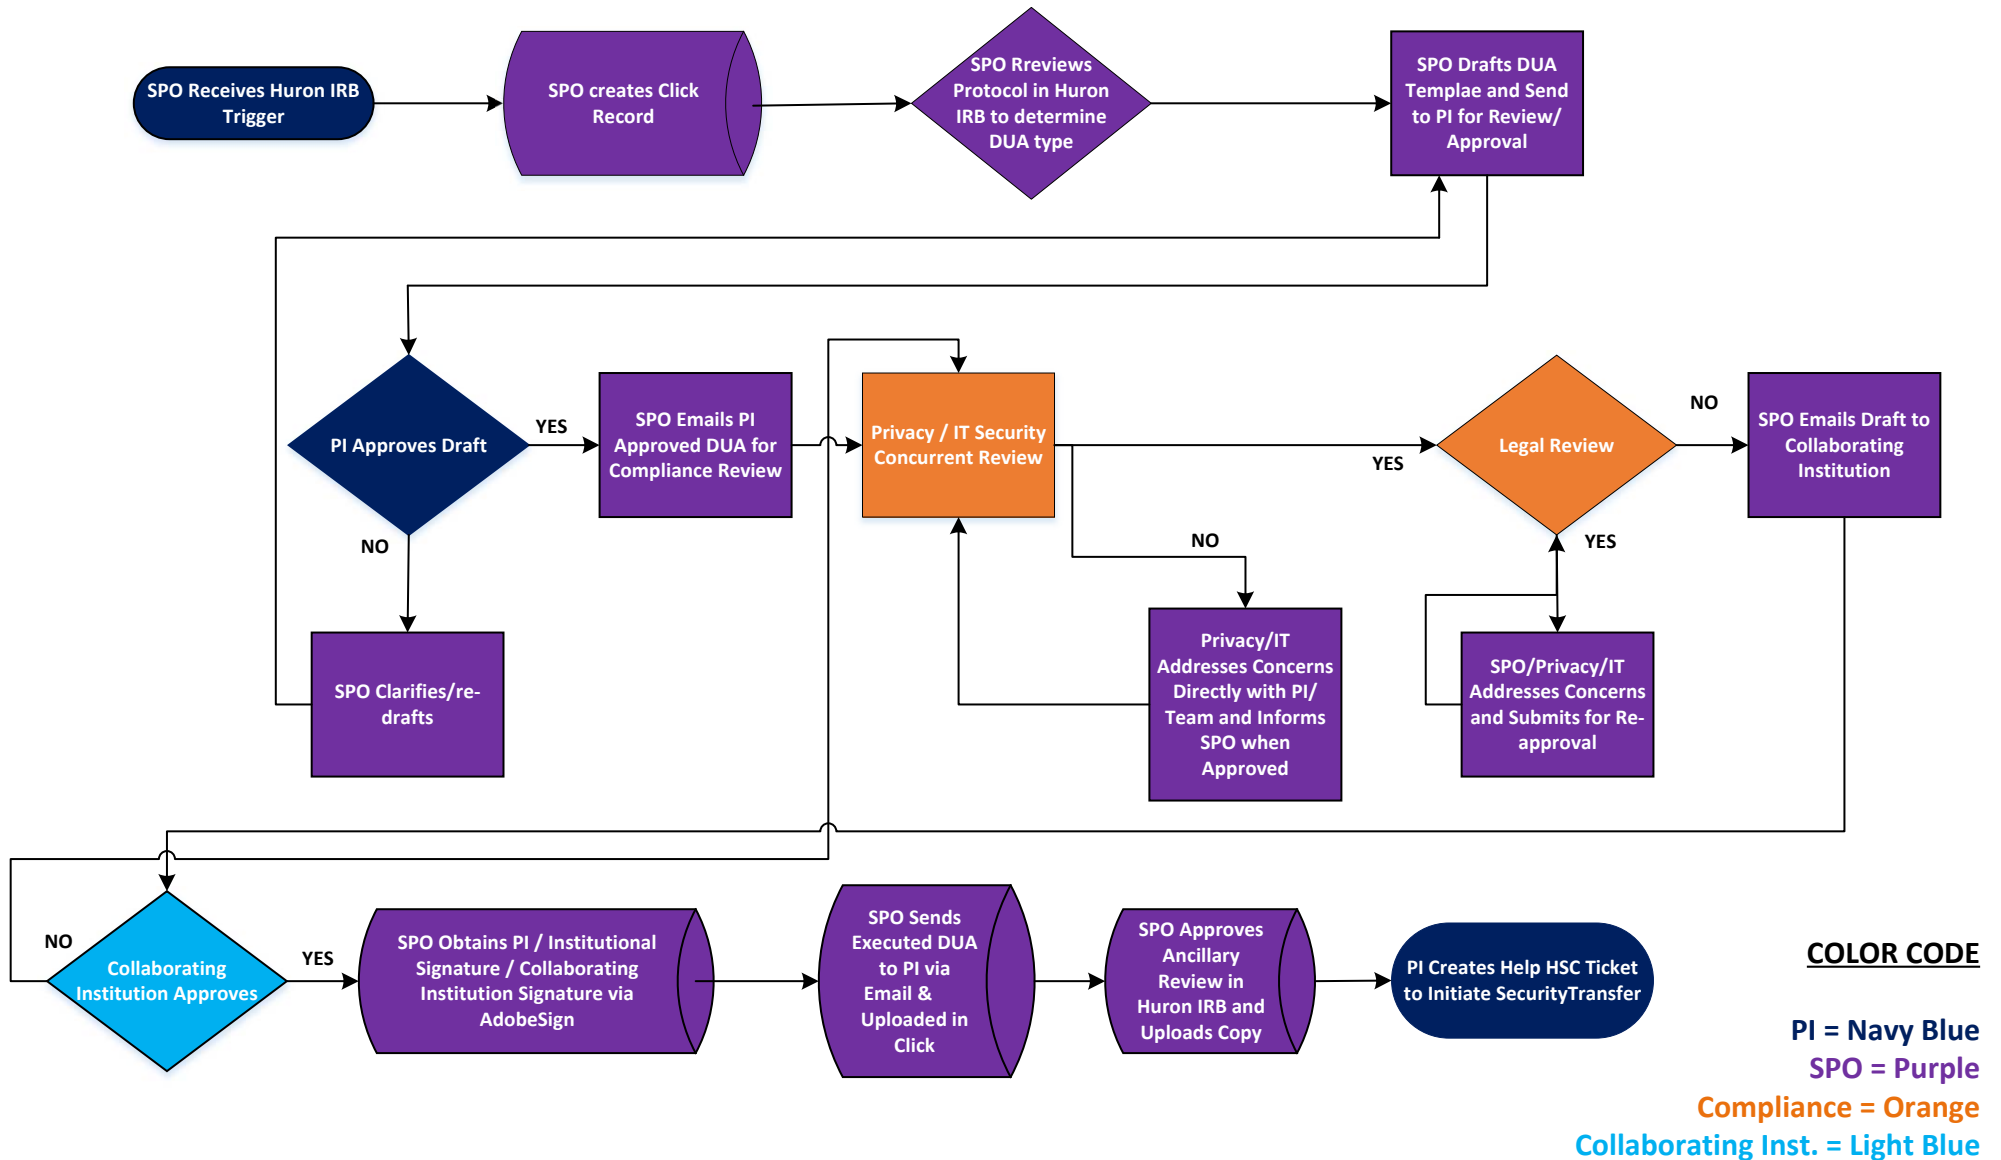 SPO Receives Huron IRB
Trigger
SPO creates Click
Record
SPO Rreviews
Protocol in Huron
IRB to determine
DUA type
SPO Drafts DUA
Templae and Send
to PI for Review/
Approval
PI Approves Draft
YES
NO
SPO Emails PI
Approved DUA for
Compliance Review
Privacy / IT Security
Concurrent Review
YES
NO
Legal Review
NO
YES
SPO Emails Draft to
Collaborating
Institution
SPO Clarifies/re-
drafts
Privacy/IT
Addresses Concerns
Directly with PI/
Team and Informs
SPO when
Approved
SPO/Privacy/IT
Addresses Concerns
and Submits for Re-
approval
NO
Collaborating
Institution Approves
YES
SPO Obtains PI / Institutional
Signature / Collaborating
Institution Signature via
AdobeSign
SPO Sends
Executed DUA
to PI via
Email &
Uploaded in
Click
SPO Approves
Ancillary
Review in
Huron IRB and
Uploads Copy
PI Creates Help HSC Ticket
to Initiate SecurityTransfer
COLOR CODE
PI = Navy Blue
SPO = Purple
Compliance = Orange
Collaborating Inst. = Light Blue